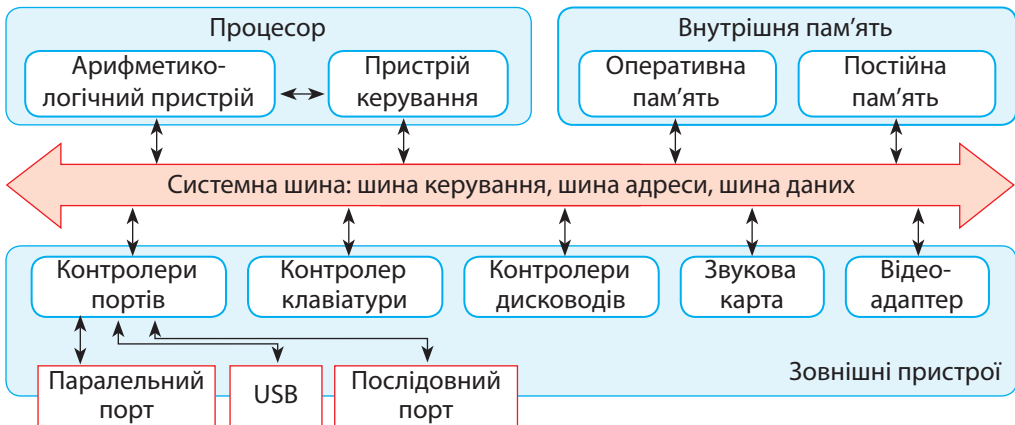 Процесор
Арифметико-
логічний пристрій
Пристрій
керування
Внутрішня пам’ять
Оперативна
пам’ять
Постійна
пам’ять
Системна шина: шина керування, шина адреси, шина даних
Контролери
портів
Контролер
клавіатури
Контролери
дисководів
Звукова
карта
Відео-
адаптер
Паралельний
порт
USB
Послідовний
порт
Зовнішні пристрої